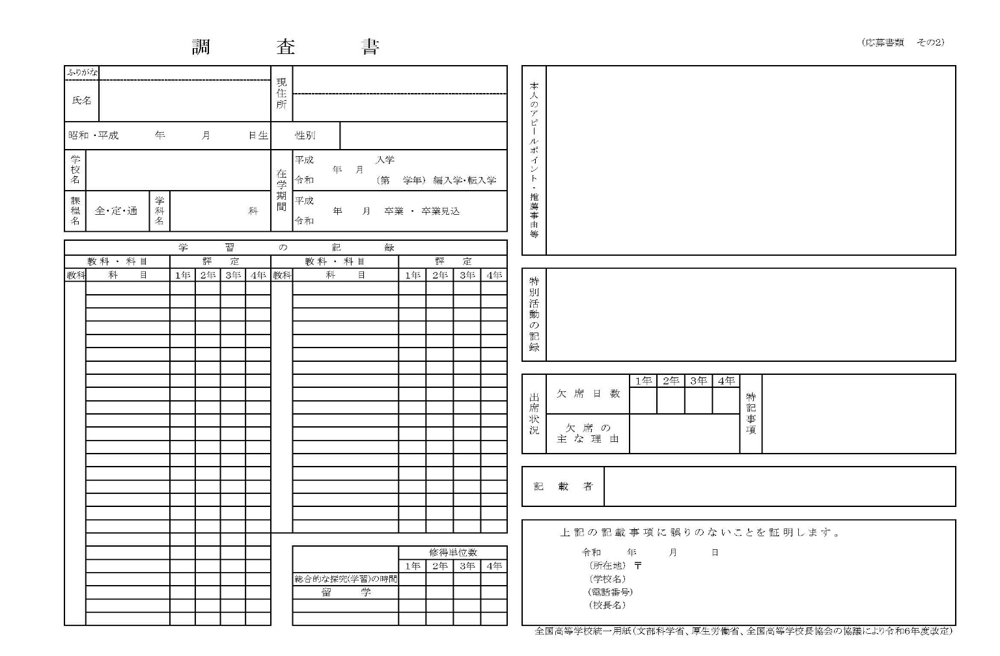 調査書
（応募書類　その2）
ふりがな
氏名
現住所
昭和・平成　年　月　日生
性別
学校名
在学期間
平成
令和
年　月
入学
（第　学年）編入学・転入学
課程名
全・定・通
学科名
科
平成
令和
年　月　卒業・卒業見込
学習の記録
教科・科目　評定　教科・科目　評定
教科　科目　1年　2年　3年　4年　教科　科目　1年　2年　3年　4年
修得単位数
1年　2年　3年　4年
総合的な探究(学習)の時間
留学
本人のアピールポイント・推薦事由等
特別活動の記録
出席状況
欠席日数
1年　2年　3年　4年
欠席の
主な理由
特記事項
記載者
上記の記載事項に誤りのないことを証明します。
令和　年　月　日
（所在地）〒
（学校名）
（電話番号）
（校長名）
全国高等学校統一用紙（文部科学省、厚生労働省、全国高等学校長協会の協議により令和6年度改定）